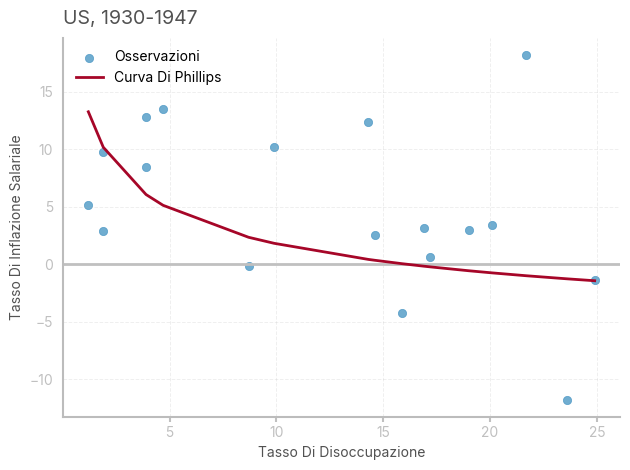 US, 1930-1947
Osservazioni
Curva Di Phillips
Tasso Di Inflazione Salariale
15
10
5
0
−5
−10
5
10
15
20
25
Tasso Di Disoccupazione